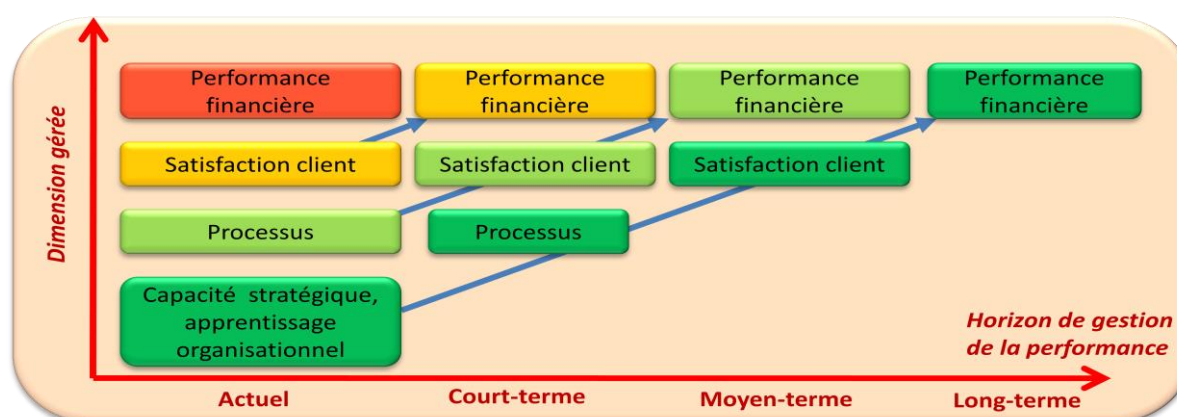 Dimension gérée
Performance
financière
Performance
financière
Performance
financière
Performance
financière
Satisfaction client
Satisfaction client
Satisfaction client
Processus
Processus
Capacité stratégique,
apprentissage
organisationnel
Horizon de gestion
de la performance
Actuel
Court-terme
Moyen-terme
Long-terme